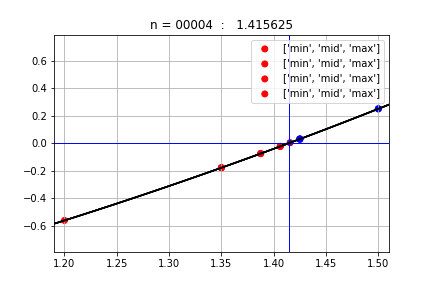 n = 00004  :   1.415625
['min', 'mid', 'max']
['min', 'mid', 'max']
['min', 'mid', 'max']
['min', 'mid', 'max']
0.6
0.4
0.2
0.0
−0.2
−0.4
−0.6
1.20 1.25 1.30 1.35 1.40 1.45 1.50